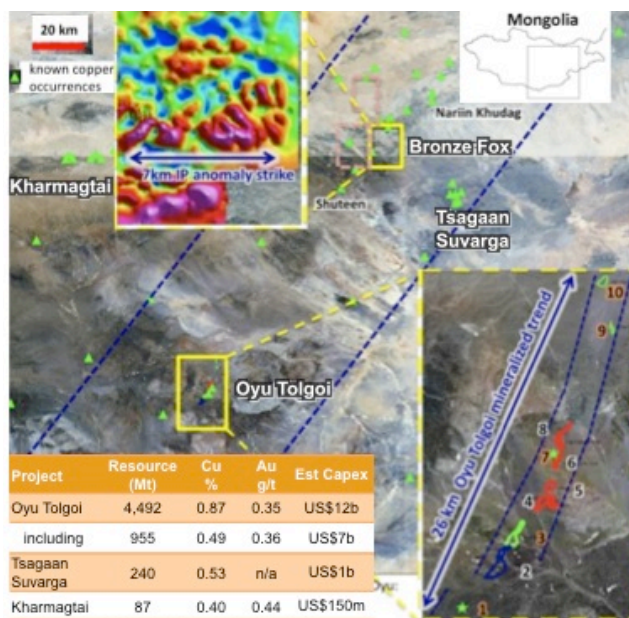 20 km
known copper
occurrences
Mongolia
Nariin Khudag
Bronze Fox
Kharmagtai
7km IP anomaly strike
Shuteen
Tsagaan
Suvarga
Oyu Tolgoi
26 km Oyu Tolgoi mineralized trend
10
9
8
7
6
5
4
3
2
1
Project Resource (Mt) Cu % Au g/t Est Capex
Oyu Tolgoi 4,492 0.87 0.35 US$12b
including 955 0.49 0.36 US$7b
Tsagaan Suvarga 240 0.53 n/a US$1b
Kharmagtai 87 0.40 0.44 US$150m